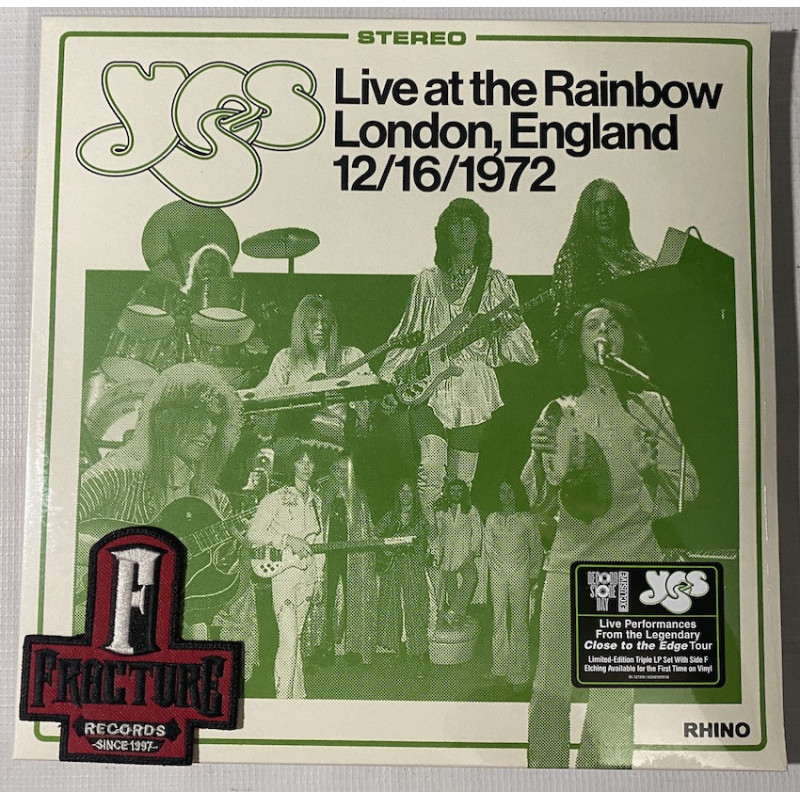 STEREO
yes
Live at the Rainbow
London, England
12/16/1972
RECORD
STORE
DAY
EXCLUSIVE!
yes
Live Performances
From the Legendary
Close to the Edge Tour
Limited-Edition Triple LP Set With Side F
Etching Available for the First Time on Vinyl
RHINO
F
FRACTURE
RECORDS
-SINCE 1997-